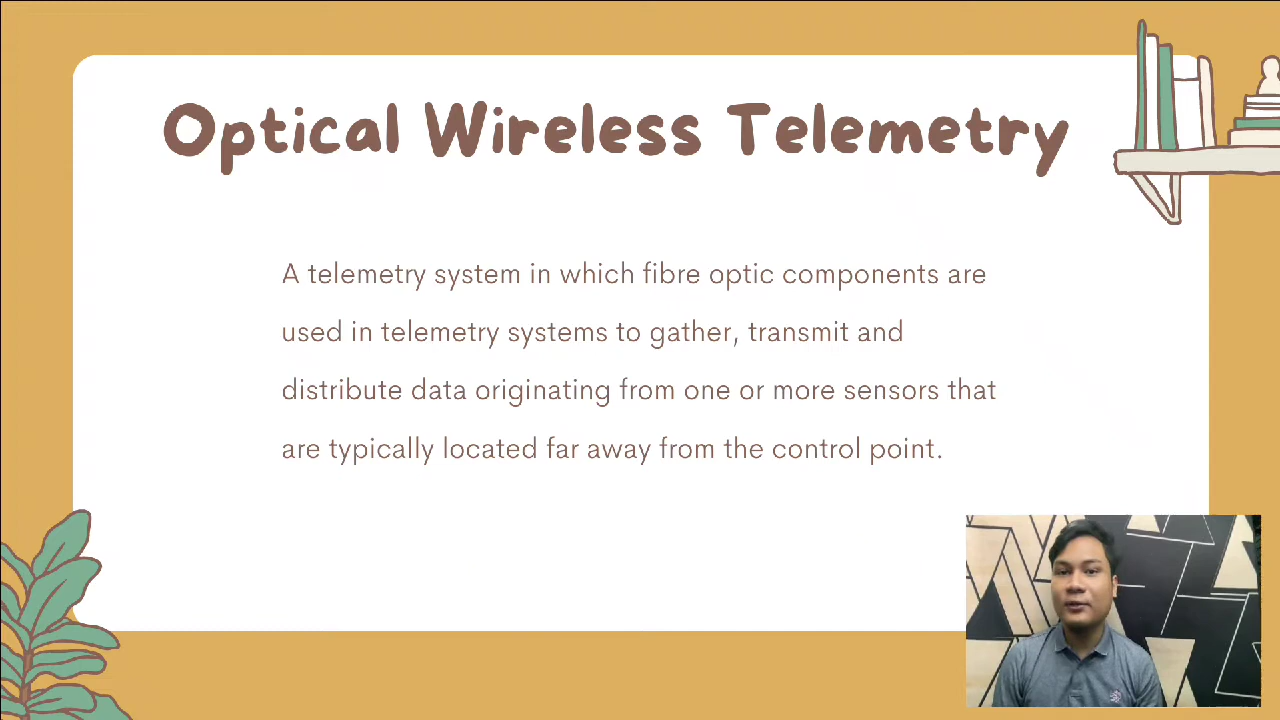 Optical Wireless Telemetry
A telemetry system in which fibre optic components are
used in telemetry systems to gather, transmit and
distribute data originating from one or more sensors that
are typically located far away from the control point.